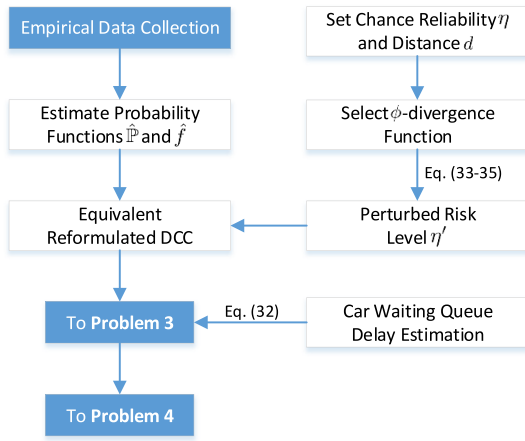 Empirical Data Collection
Set Chance Reliability η
and Distance d
Estimate Probability
Functions ℙ̂ and f̂
Select ϕ-divergence
Function
Eq. (33-35)
Equivalent
Reformulated DCC
Perturbed Risk
Level η′
To Problem 3
Eq. (32)
Car Waiting Queue
Delay Estimation
To Problem 4